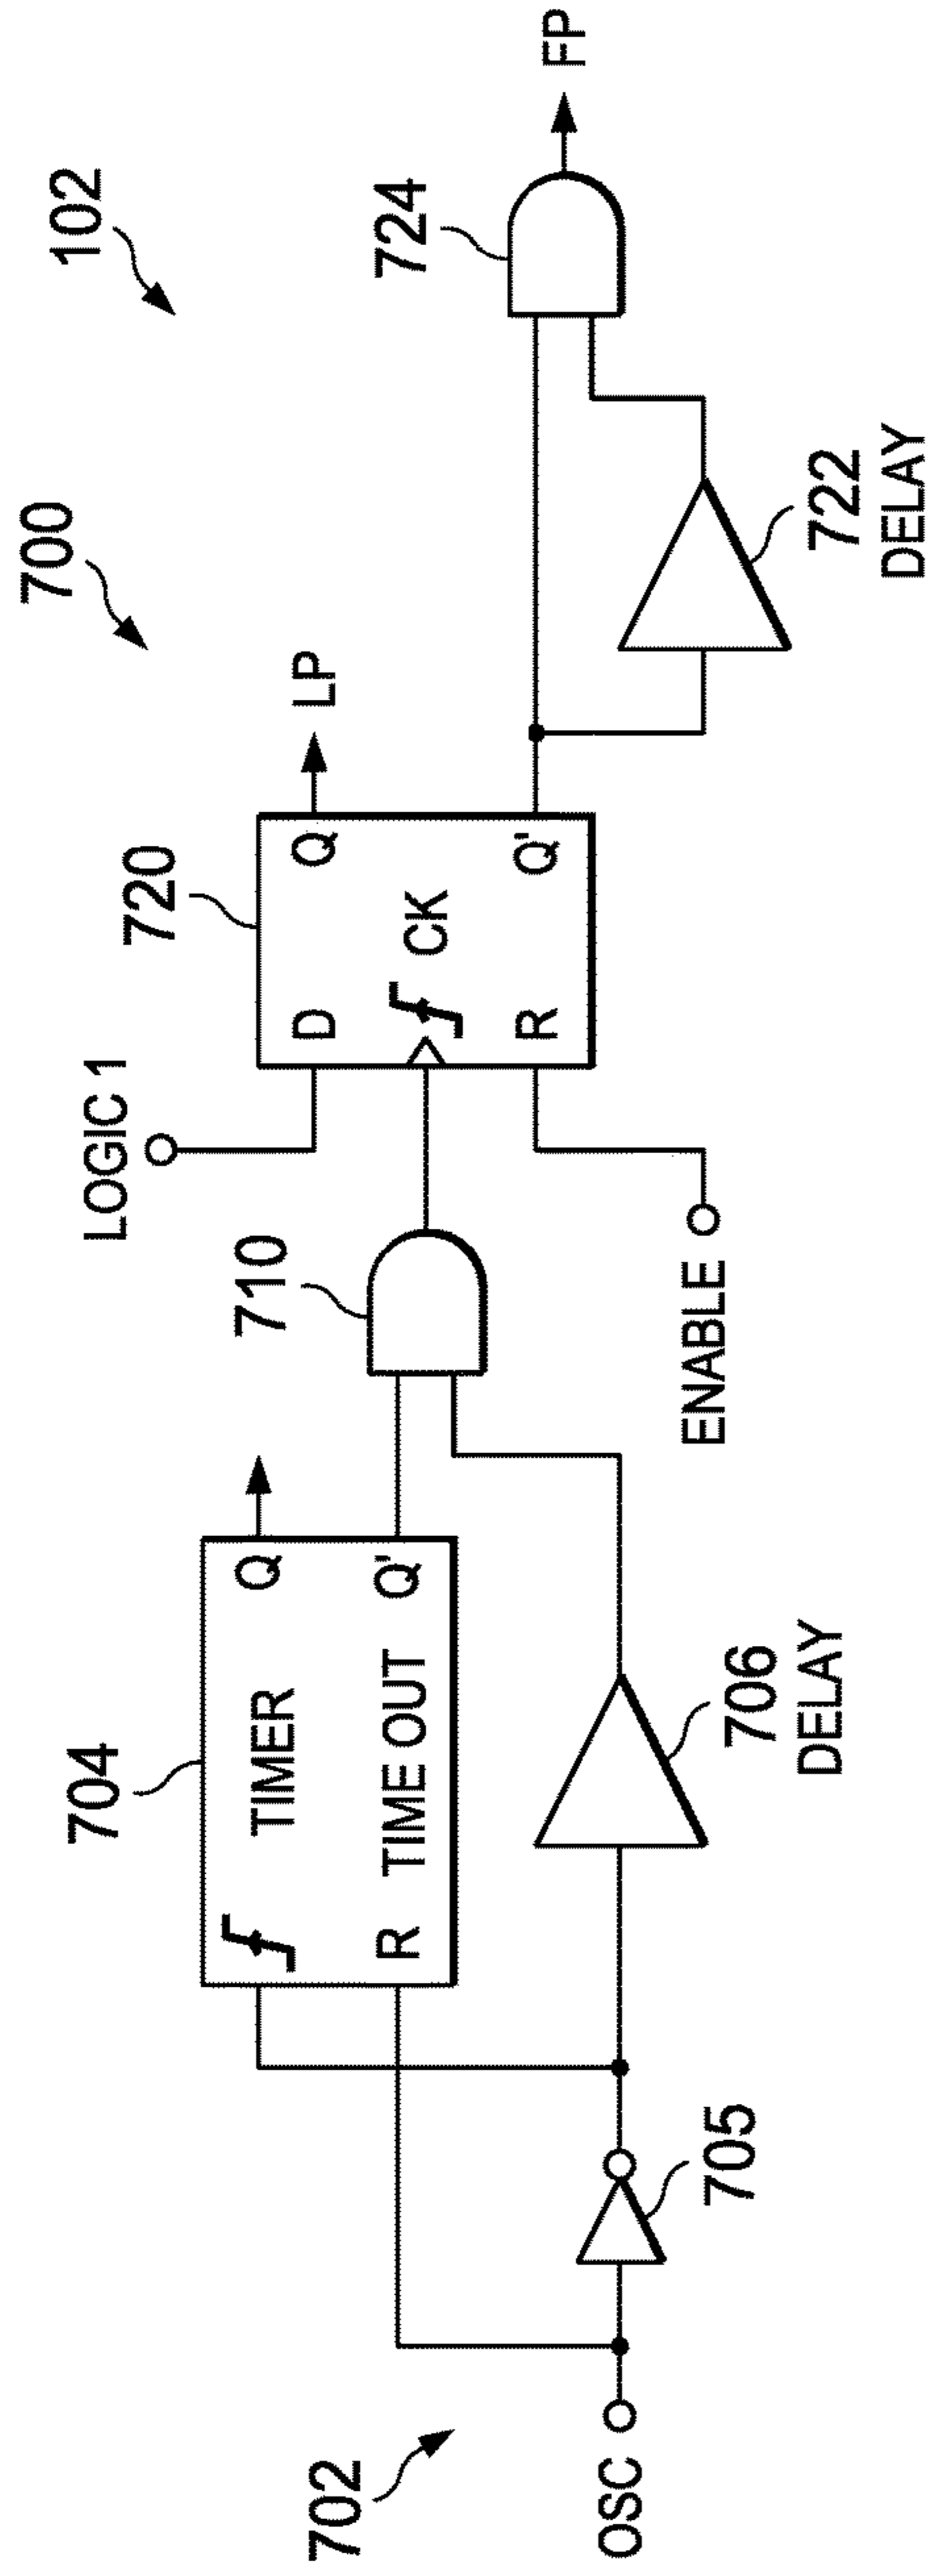 102
700
720
LP
724
FP
LOGIC 1
D
Q
CK
R
Q'
710
722
DELAY
ENABLE
704
TIMER
Q
R
TIME OUT
Q'
706
DELAY
705
702
OSC